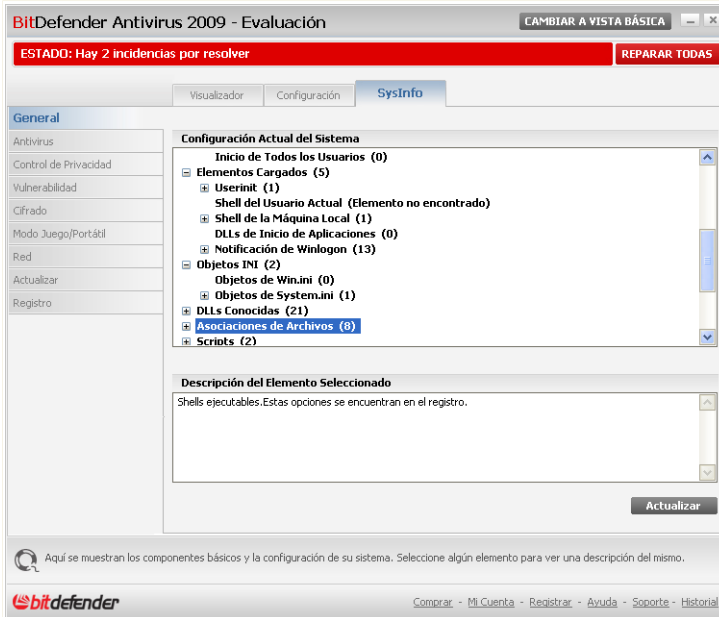 BitDefender Antivirus 2009 - Evaluación
CAMBIAR A VISTA BÁSICA
ESTADO: Hay 2 incidencias por resolver
REPARAR TODAS
Visualizador
Configuración
SysInfo
General
Antivirus
Control de Privacidad
Vulnerabilidad
Cifrado
Modo Juego/Portátil
Red
Actualizar
Registro
Configuración Actual del Sistema
Inicio de Todos los Usuarios (0)
Elementos Cargados (5)
Userinit (1)
Shell del Usuario Actual (Elemento no encontrado)
Shell de la Máquina Local (1)
DLLs de Inicio de Aplicaciones (0)
Notificación de Winlogon (13)
Objetos INI (2)
Objetos de Win.ini (0)
Objetos de System.ini (1)
DLLs Conocidas (21)
Asociaciones de Archivos (8)
Scripts (2)
Descripción del Elemento Seleccionado
Shells ejecutables.Estas opciones se encuentran en el registro.
Actualizar
Aquí se muestran los componentes básicos y la configuración de su sistema. Seleccione algún elemento para ver una descripción del mismo.
bitdefender
Comprar - Mi Cuenta - Registrar - Ayuda - Soporte - Historial